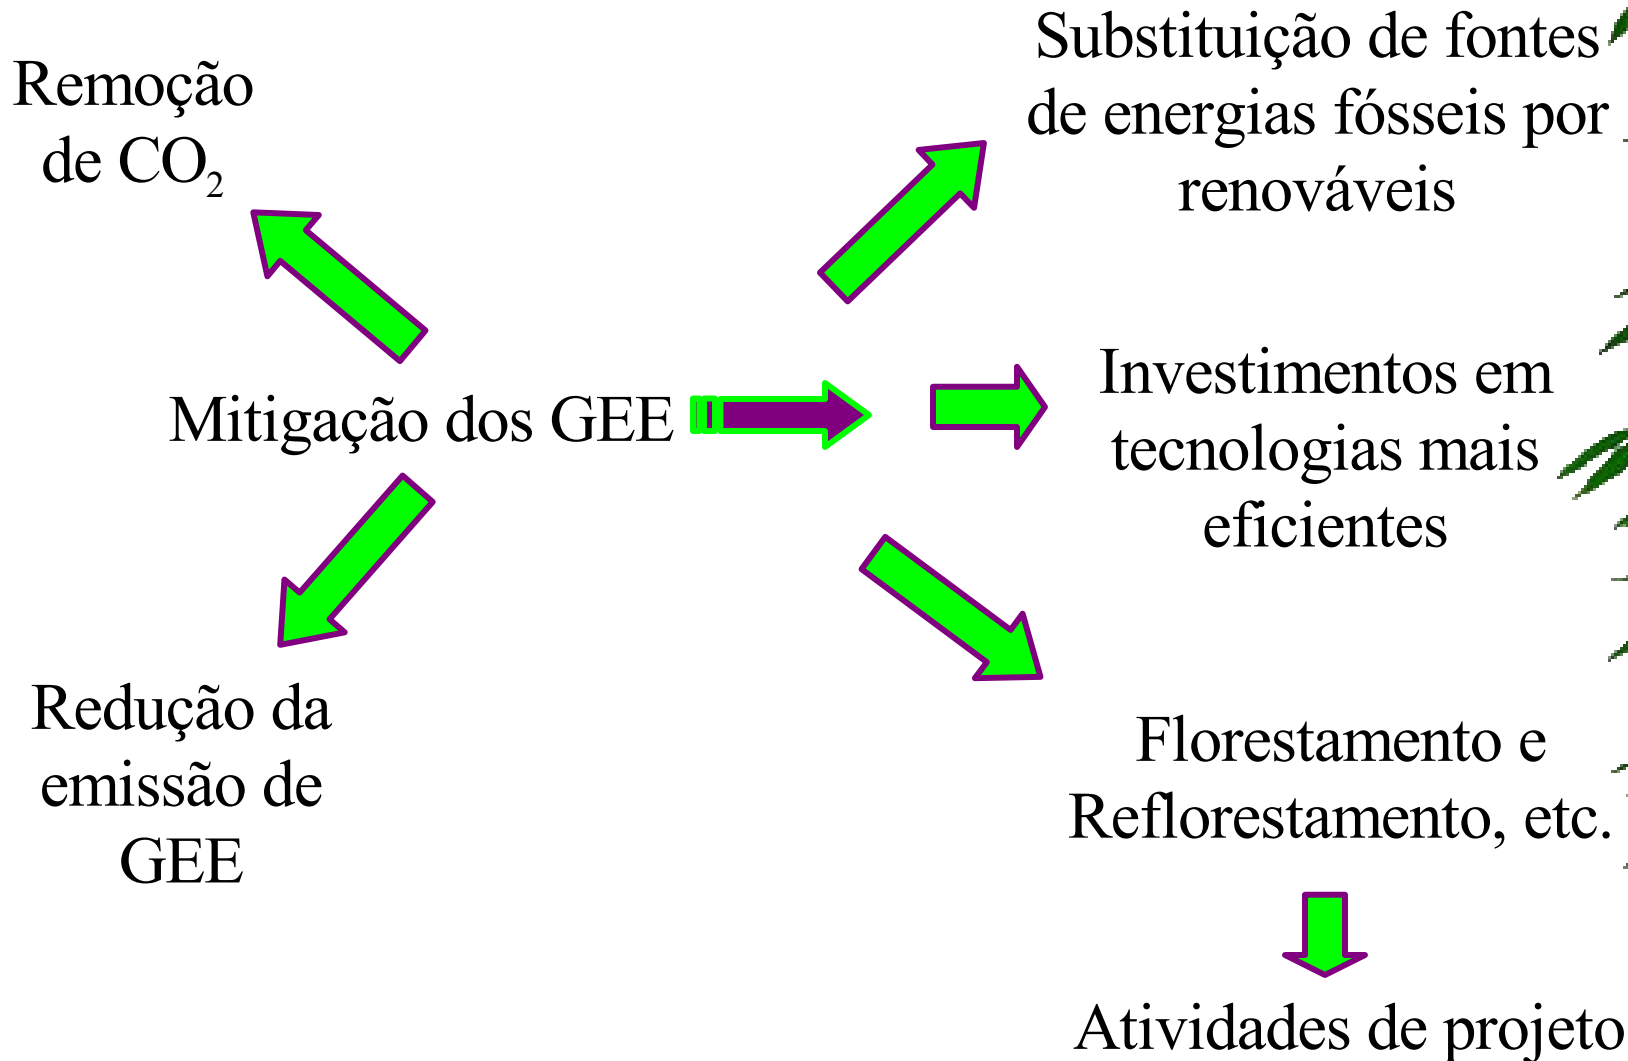 Remoção
de CO₂
Substituição de fontes
de energias fósseis por
renováveis
Mitigação dos GEE
Investimentos em
tecnologias mais
eficientes
Redução da
emissão de
GEE
Florestamento e
Reflorestamento, etc.
Atividades de projeto